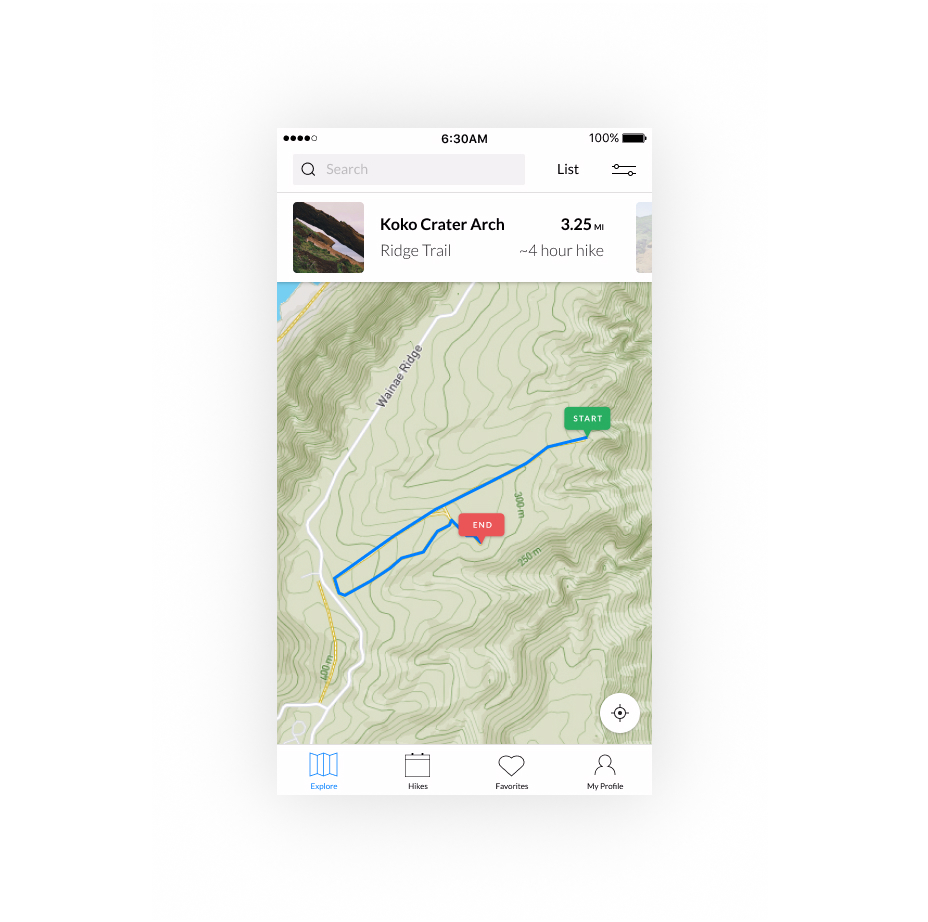 6:30AM
100%
Search
List
Koko Crater Arch
3.25 MI
Ridge Trail
~4 hour hike
Wainae Ridge
START
300 m
END
250 m
400 m
Explore
Hikes
Favorites
My Profile